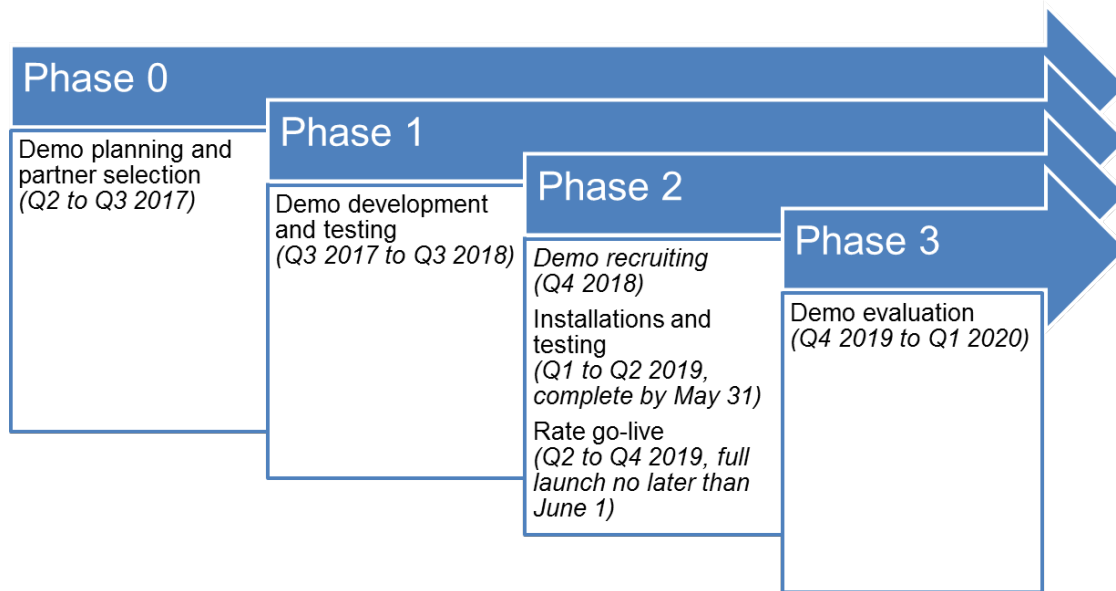 Phase 0
Demo planning and
partner selection
(Q2 to Q3 2017)
Phase 1
Demo development
and testing
(Q3 2017 to Q3 2018)
Phase 2
Demo recruiting
(Q4 2018)
Installations and
testing
(Q1 to Q2 2019,
complete by May 31)
Rate go-live
(Q2 to Q4 2019, full
launch no later than
June 1)
Phase 3
Demo evaluation
(Q4 2019 to Q1 2020)